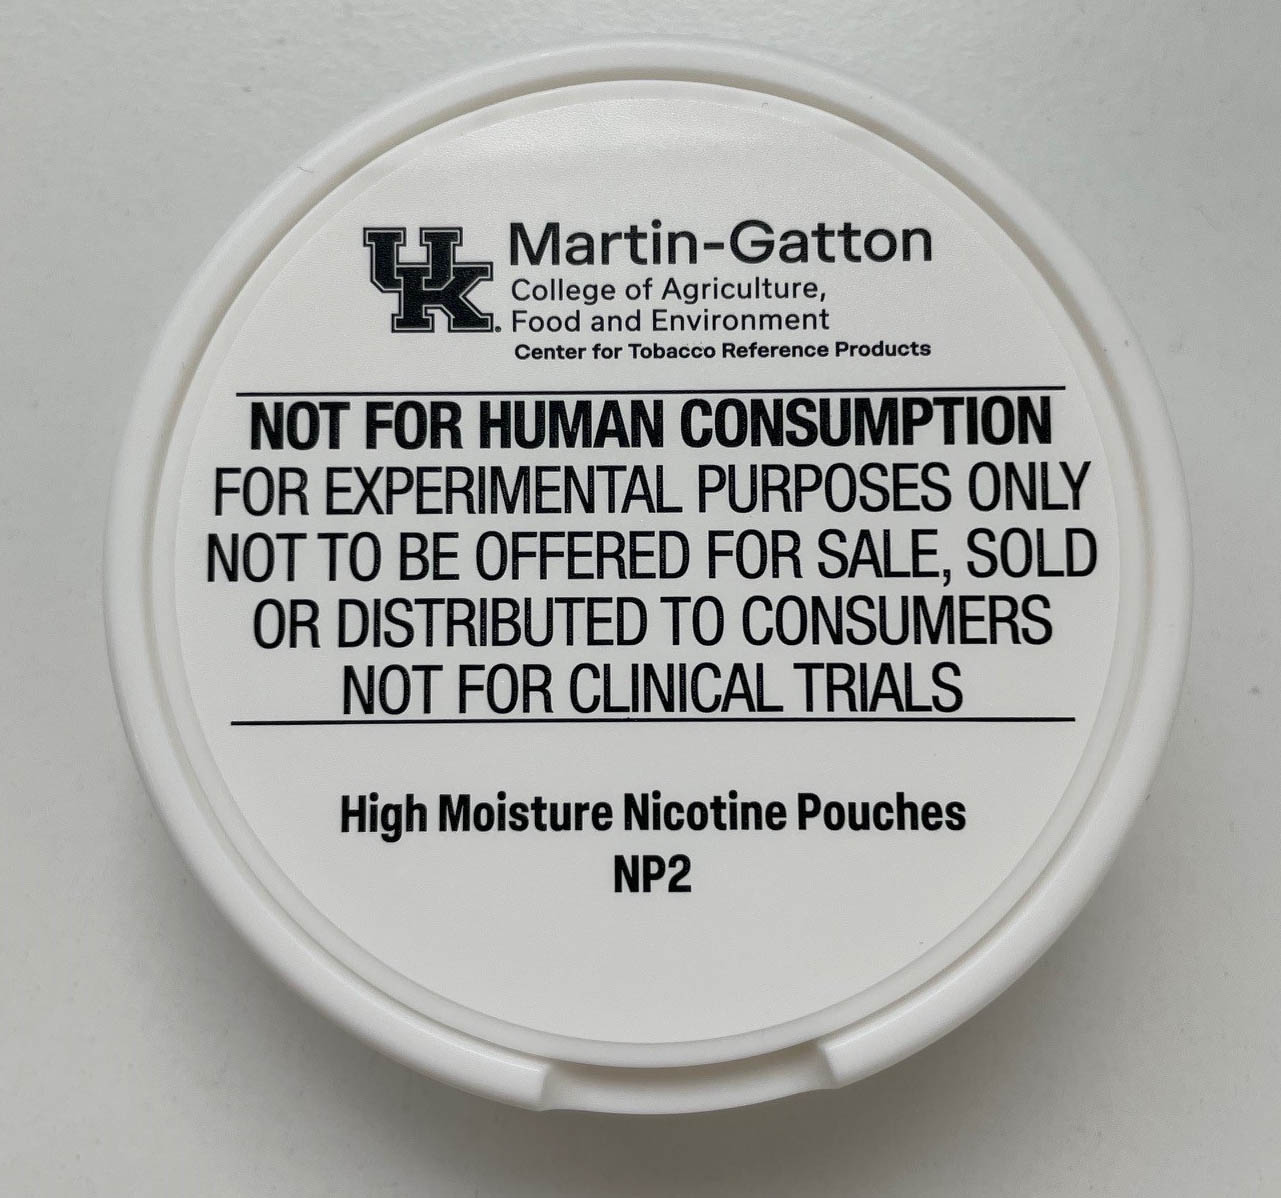 UK Martin-Gatton
College of Agriculture,
Food and Environment
Center for Tobacco Reference Products
NOT FOR HUMAN CONSUMPTION
FOR EXPERIMENTAL PURPOSES ONLY
NOT TO BE OFFERED FOR SALE, SOLD
OR DISTRIBUTED TO CONSUMERS
NOT FOR CLINICAL TRIALS
High Moisture Nicotine Pouches
NP2